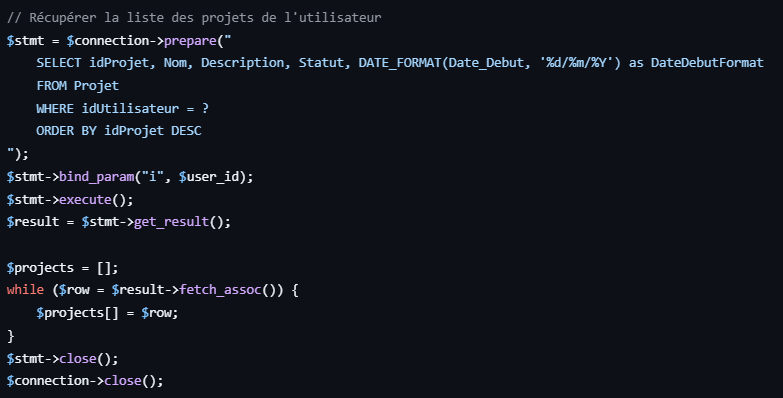 // Récupérer la liste des projets de l'utilisateur
$stmt = $connection->prepare("
    SELECT idProjet, Nom, Description, Statut, DATE_FORMAT(Date_Debut, '%d/%m/%Y') as DateDebutFormat
    FROM Projet
    WHERE idUtilisateur = ?
    ORDER BY idProjet DESC
");
$stmt->bind_param("i", $user_id);
$stmt->execute();
$result = $stmt->get_result();

$projects = [];
while ($row = $result->fetch_assoc()) {
    $projects[] = $row;
}
$stmt->close();
$connection->close();